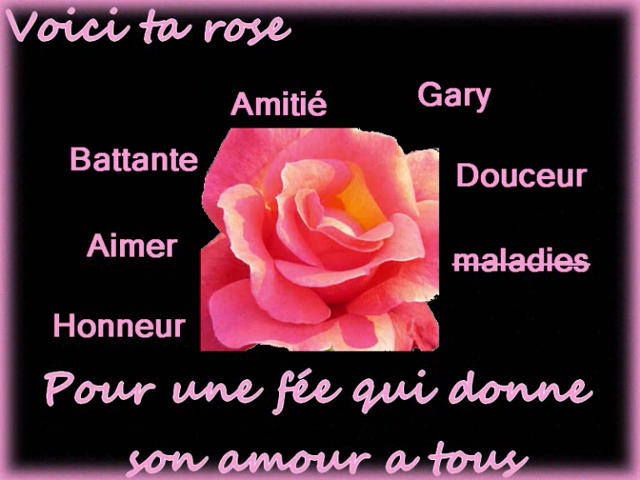 Voici ta rose
Amitié
Gary
Battante
Douceur
Aimer
maladies
Honneur
Pour une fée qui donne
son amour a tous